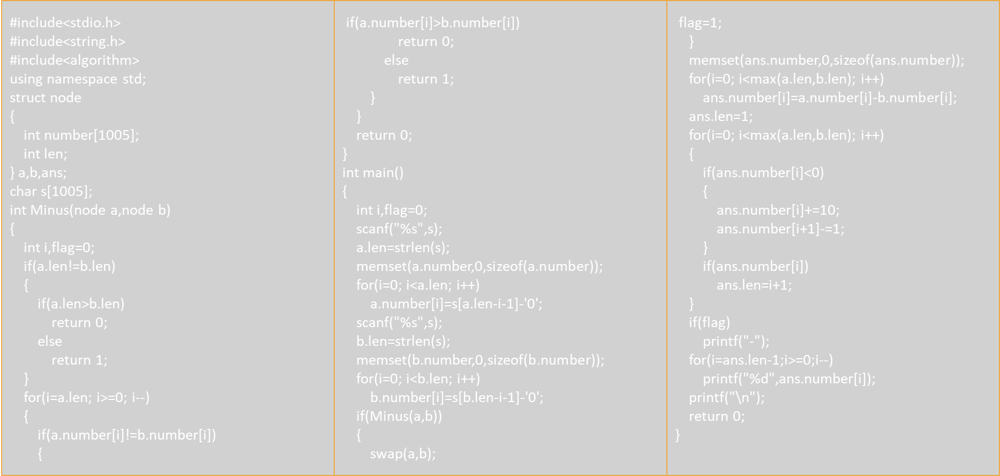 #include<stdio.h>
#include<string.h>
#include<algorithm>
using namespace std;
struct node
{
    int number[1005];
    int len;
} a,b,ans;
char s[1005];
int Minus(node a,node b)
{
    int i,flag=0;
    if(a.len!=b.len)
    {
        if(a.len>b.len)
            return 0;
        else
            return 1;
    }
    for(i=a.len; i>=0; i--)
    {
        if(a.number[i]!=b.number[i])
        {
            if(a.number[i]>b.number[i])
                return 0;
            else
                return 1;
        }
    }
    return 0;
}
int main()
{
    int i,flag=0;
    scanf("%s",s);
    a.len=strlen(s);
    memset(a.number,0,sizeof(a.number));
    for(i=0; i<a.len; i++)
        a.number[i]=s[a.len-i-1]-'0';
    scanf("%s",s);
    b.len=strlen(s);
    memset(b.number,0,sizeof(b.number));
    for(i=0; i<b.len; i++)
        b.number[i]=s[b.len-i-1]-'0';
    if(Minus(a,b))
    {
        swap(a,b);
        flag=1;
    }
    memset(ans.number,0,sizeof(ans.number));
    for(i=0; i<max(a.len,b.len); i++)
        ans.number[i]=a.number[i]-b.number[i];
    ans.len=1;
    for(i=0; i<max(a.len,b.len); i++)
    {
        if(ans.number[i]<0)
        {
            ans.number[i]+=10;
            ans.number[i+1]-=1;
        }
        if(ans.number[i])
            ans.len=i+1;
    }
    if(flag)
        printf("-");
    for(i=ans.len-1;i>=0;i--)
        printf("%d",ans.number[i]);
    printf("\n");
    return 0;
}